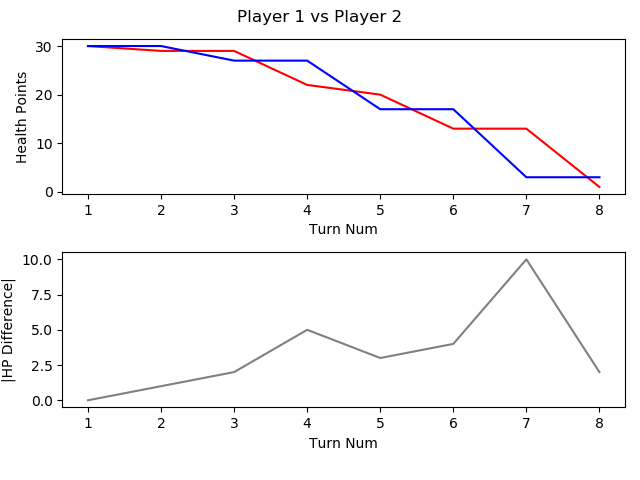 Player 1 vs Player 2
30
20
10
0
Health Points
1 2 3 4 5 6 7 8
Turn Num
10.0
7.5
5.0
2.5
0.0
|HP Difference|
1 2 3 4 5 6 7 8
Turn Num